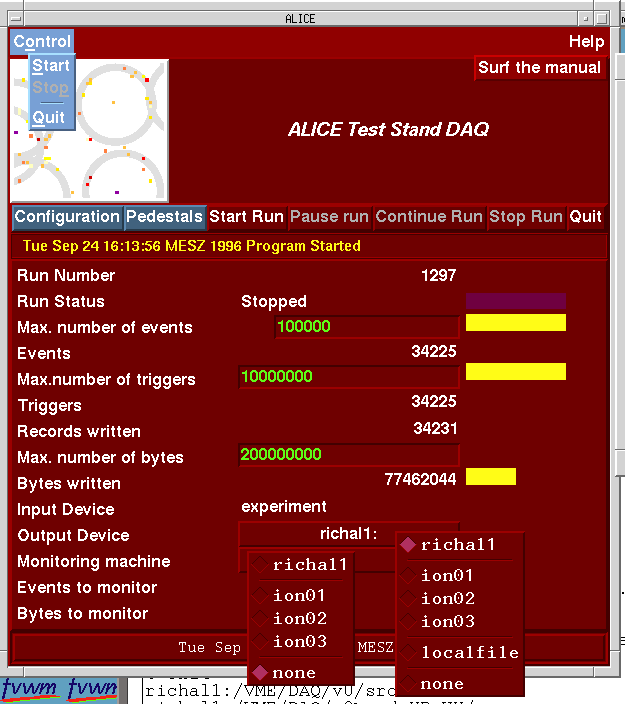 ALICE
Control Help
Start Surf the manual
Stop
Quit
ALICE Test Stand DAQ
Configuration Pedestals Start Run Pause run Continue Run Stop Run Quit
Tue Sep 24 16:13:56 MESZ 1996 Program Started
Run Number 1297
Run Status Stopped
Max. number of events 100000
Events 34225
Max.number of triggers 10000000
Triggers 34225
Records written 34231
Max. number of bytes 200000000
Bytes written 77462044
Input Device experiment
Output Device richal1:
Monitoring machine
Events to monitor
Bytes to monitor
richal1
ion01
ion02
ion03
none
richal1
ion01
ion02
ion03
localfile
none
Tue Sep MESZ
fvwm fvwm
richal1:/VME/DAQ/v0/src